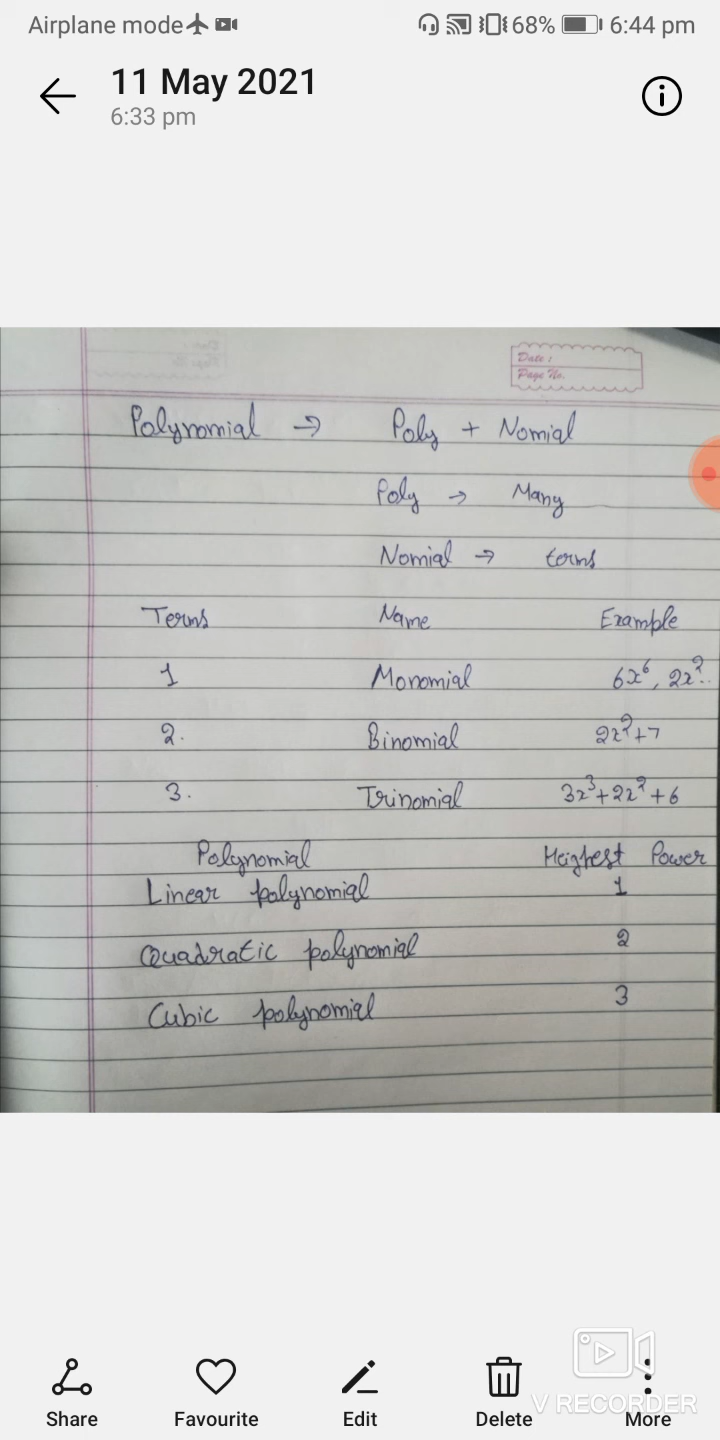 Airplane mode 68% 6:44 pm
11 May 2021
6:33 pm
Date :
Page No.
Polynomial → Poly + Nomial
Poly → Many
Nomial → terms
Terms Name Example
1 Monomial 6x⁶, 2x²..
2. Binomial 2x²+7
3. Trinomial 3x³+2x²+6
Polynomial Heighest Power
Linear polynomial 1
Quadratic polynomial 2
Cubic polynomial 3
V RECORDER
Share Favourite Edit Delete More